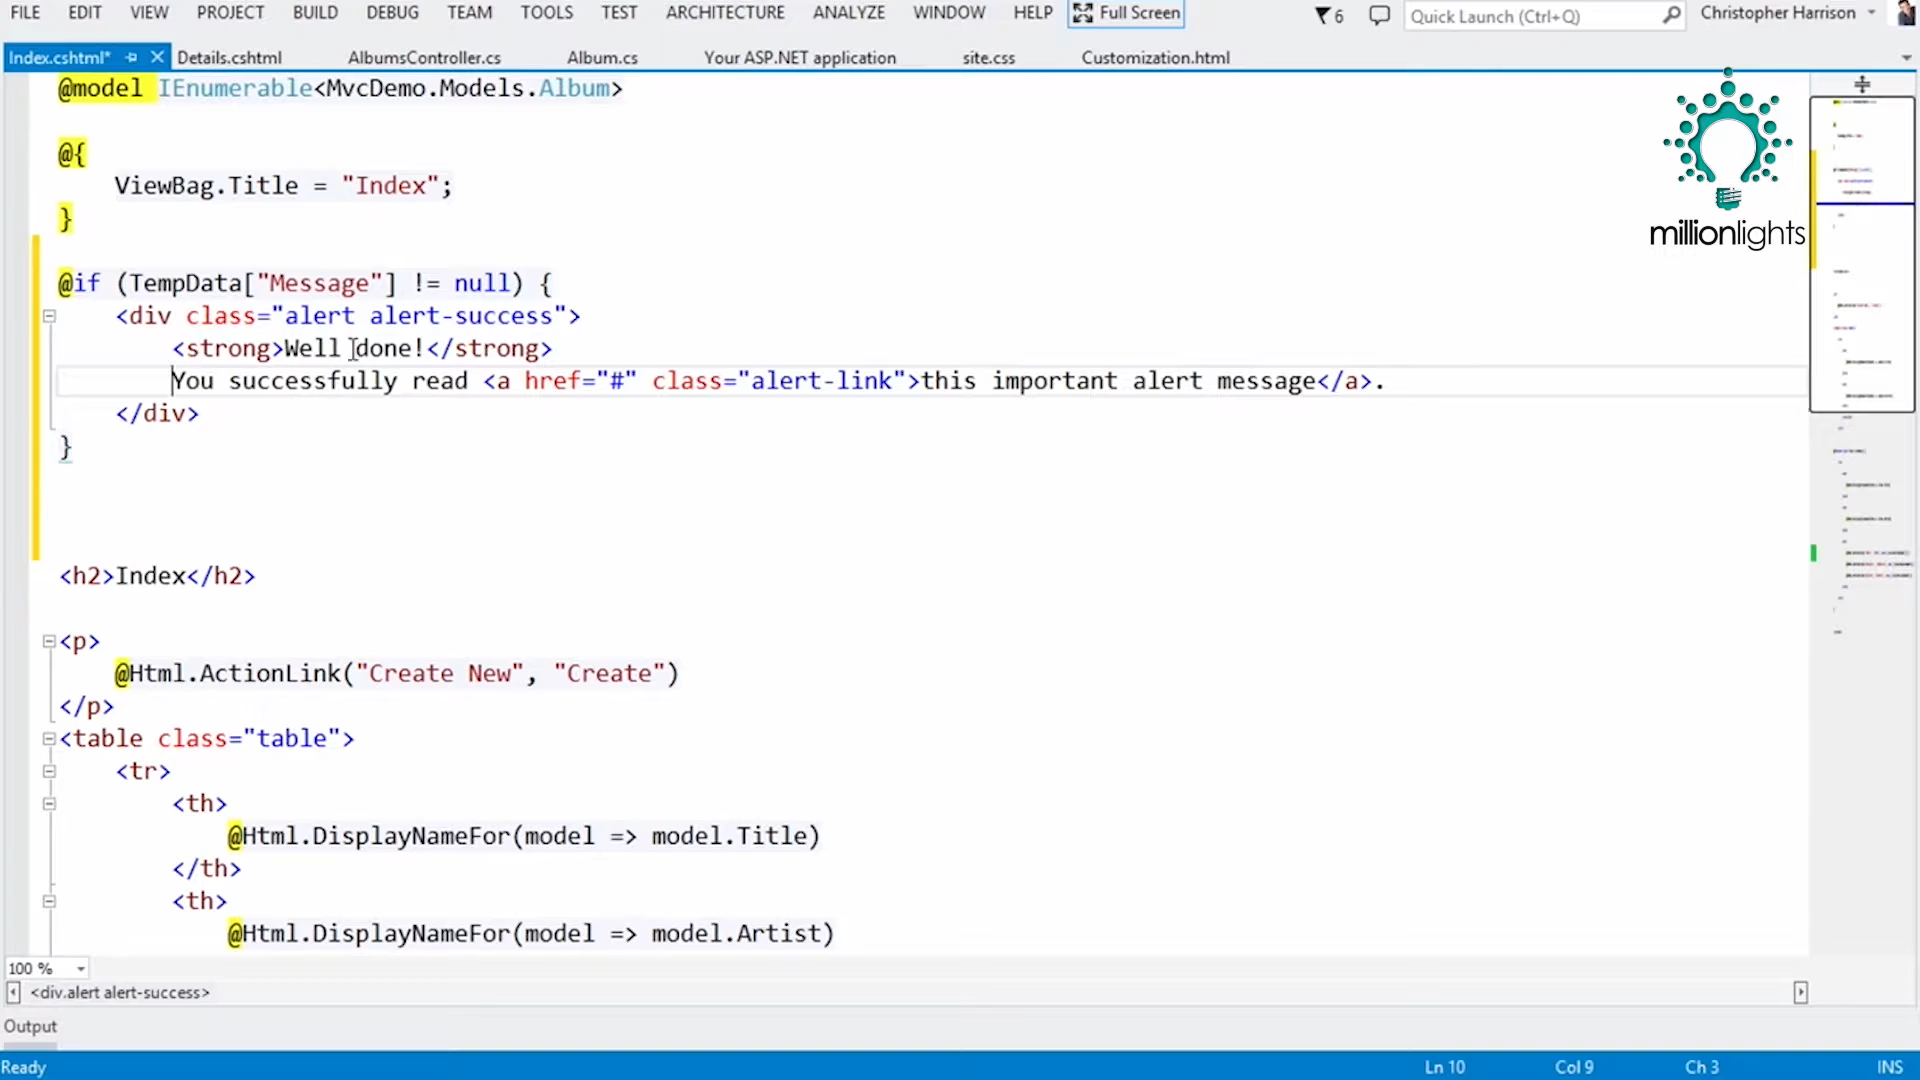 FILE EDIT VIEW PROJECT BUILD DEBUG TEAM TOOLS TEST ARCHITECTURE ANALYZE WINDOW HELP Full Screen 6 Quick Launch (Ctrl+Q) Christopher Harrison
Index.cshtml* Details.cshtml AlbumsController.cs Album.cs Your ASP.NET application site.css Customization.html
@model IEnumerable<MvcDemo.Models.Album>
@{
ViewBag.Title = "Index";
}
millionlights
@if (TempData["Message"] != null) {
<div class="alert alert-success">
<strong>Well done!</strong>
You successfully read <a href="#" class="alert-link">this important alert message</a>.
</div>
}
<h2>Index</h2>
<p>
@Html.ActionLink("Create New", "Create")
</p>
<table class="table">
<tr>
<th>
@Html.DisplayNameFor(model => model.Title)
</th>
<th>
@Html.DisplayNameFor(model => model.Artist)
100 %
<div.alert alert-success>
Output
Ready Ln 10 Col 9 Ch 3 INS